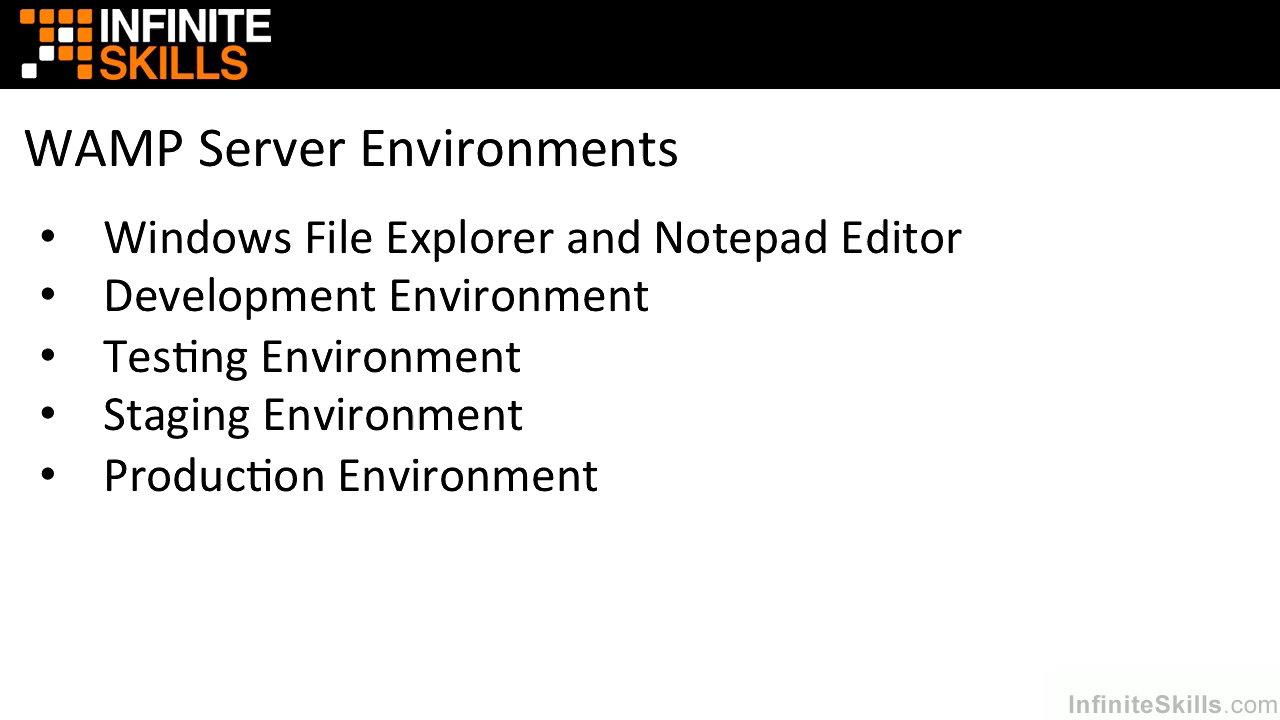 INFINITE
SKILLS
WAMP Server Environments
• Windows File Explorer and Notepad Editor
• Development Environment
• Testing Environment
• Staging Environment
• Production Environment
InfiniteSkills.com